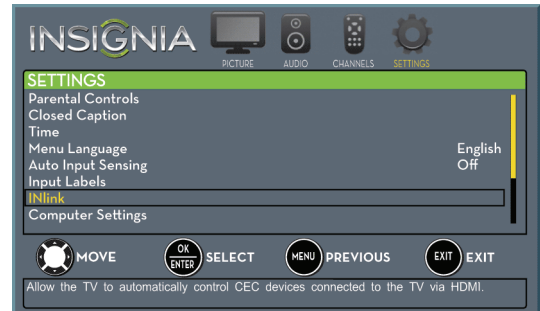 INSIGNIA
PICTURE AUDIO CHANNELS SETTINGS
SETTINGS
Parental Controls
Closed Caption
Time
Menu Language English
Auto Input Sensing Off
Input Labels
INlink
Computer Settings
MOVE OK ENTER SELECT MENU PREVIOUS EXIT EXIT
Allow the TV to automatically control CEC devices connected to the TV via HDMI.